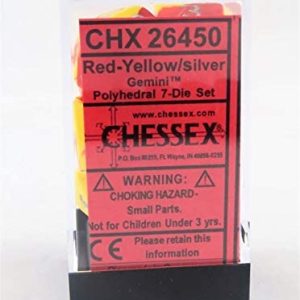 CHX 26450
Red-Yellow/silver
Gemini™
Polyhedral 7-Die Set
www.chessex.com
CHESSEX®
WARNING:
CHOKING HAZARD-
Small Parts.
Not for Children Under 3 yrs.
CE Please retain this
information